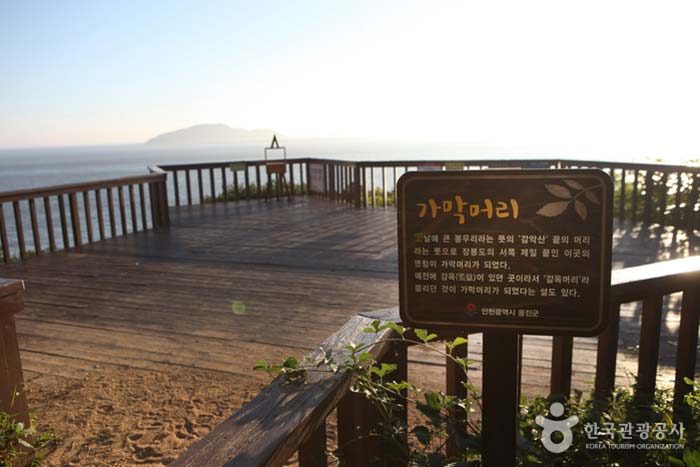 가막머리
옛날에 큰 봉우리라는 뜻의 '감악산' 끝의 머리
라는 뜻으로 장봉도의 서쪽 제일 끝인 이곳의
명칭이 가막머리가 되었다.
예전에 감옥(監獄)이 있던 곳이라서 '감옥머리'라
불리던 것이 가막머리가 되었다는 설도 있다.
인천광역시 옹진군
한국관광공사
KOREA TOURISM ORGANIZATION